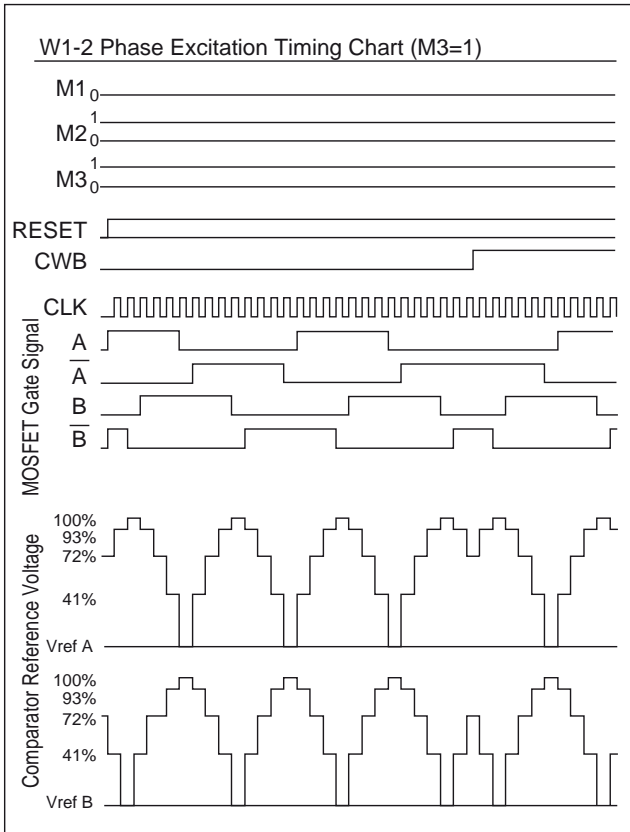 W1-2 Phase Excitation Timing Chart (M3=1)
M1 0
1
M2 0
1
M3 0
RESET
CWB
CLK
MOSFET Gate Signal
A
A
B
B
Comparator Reference Voltage
100%
93%
72%
41%
Vref A
100%
93%
72%
41%
Vref B